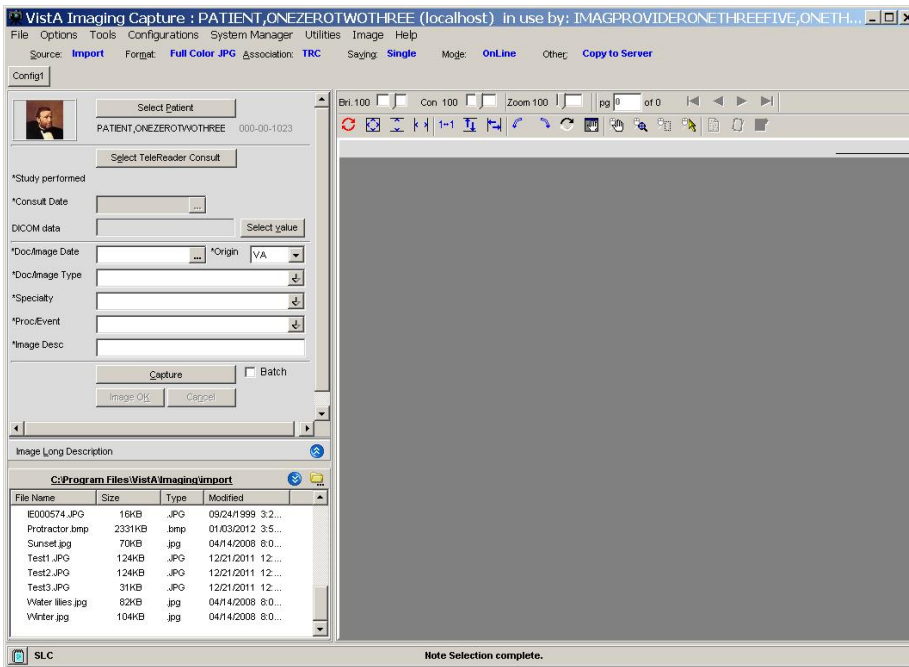 VistA Imaging Capture : PATIENT,ONEZEROTWOTHREE (localhost) in use by: IMAGPROVIDERONETHREEFIVE,ONETH...
File Options Tools Configurations System Manager Utilities Image Help
Source: Import Format: Full Color JPG Association: TRC Saving: Single Mode: OnLine Other: Copy to Server
Config1
Bri. 100 Con 100 Zoom 100 pg 0 of 0
Select Patient
PATIENT,ONEZEROTWOTHREE 000-00-1023
1↔1
Select TeleReader Consult
*Study performed
*Consult Date ...
DICOM data Select value
*Doc/Image Date ... *Origin VA
*Doc/Image Type
*Specialty
*Proc/Event
*Image Desc
Capture Batch
Image OK Cancel
Image Long Description
C:\Program Files\VistA\Imaging\import
File Name Size Type Modified
IE000574.JPG 16KB .JPG 09/24/1999 3:2...
Protractor.bmp 2331KB .bmp 01/03/2012 3:5...
Sunset.jpg 70KB .jpg 04/14/2008 8:0...
Test1.JPG 124KB .JPG 12/21/2011 12:...
Test2.JPG 124KB .JPG 12/21/2011 12:...
Test3.JPG 31KB .JPG 12/21/2011 12:...
Water lilies.jpg 82KB .jpg 04/14/2008 8:0...
Winter.jpg 104KB .jpg 04/14/2008 8:0...
SLC Note Selection complete.